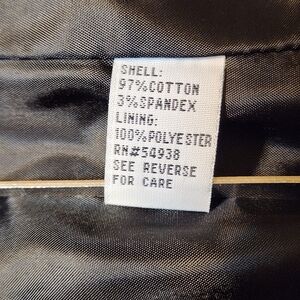 SHELL:
97%COTTON
3%SPANDEX
LINING:
100%POLYESTER
RN#54938
SEE REVERSE
FOR CARE